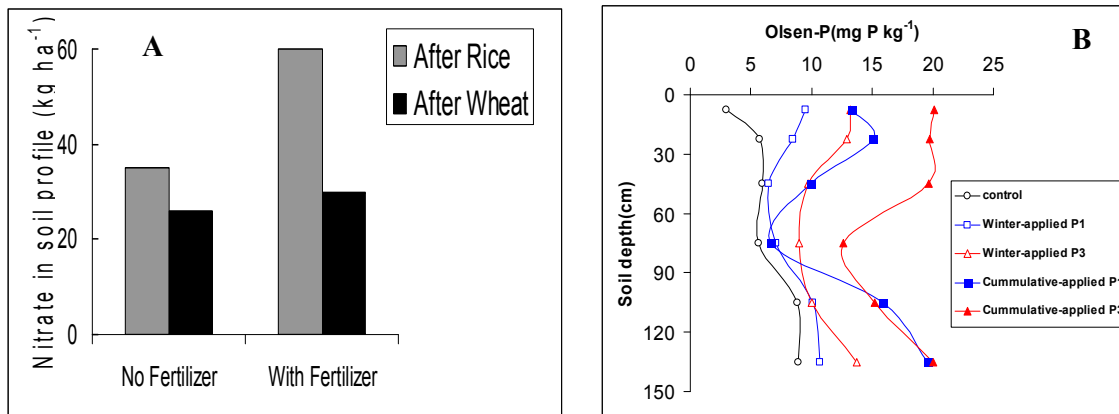 A
Nitrate in soil profile (kg ha-1)
60
40
20
0
No Fertilizer
With Fertilizer
After Rice
After Wheat
B
Olsen-P(mg P kg-1)
0 5 10 15 20 25
Soil depth(cm)
0
30
60
90
120
150
control
Winter-applied P1
Winter-applied P3
Cummulative-applied P1
Cummulative-applied P3